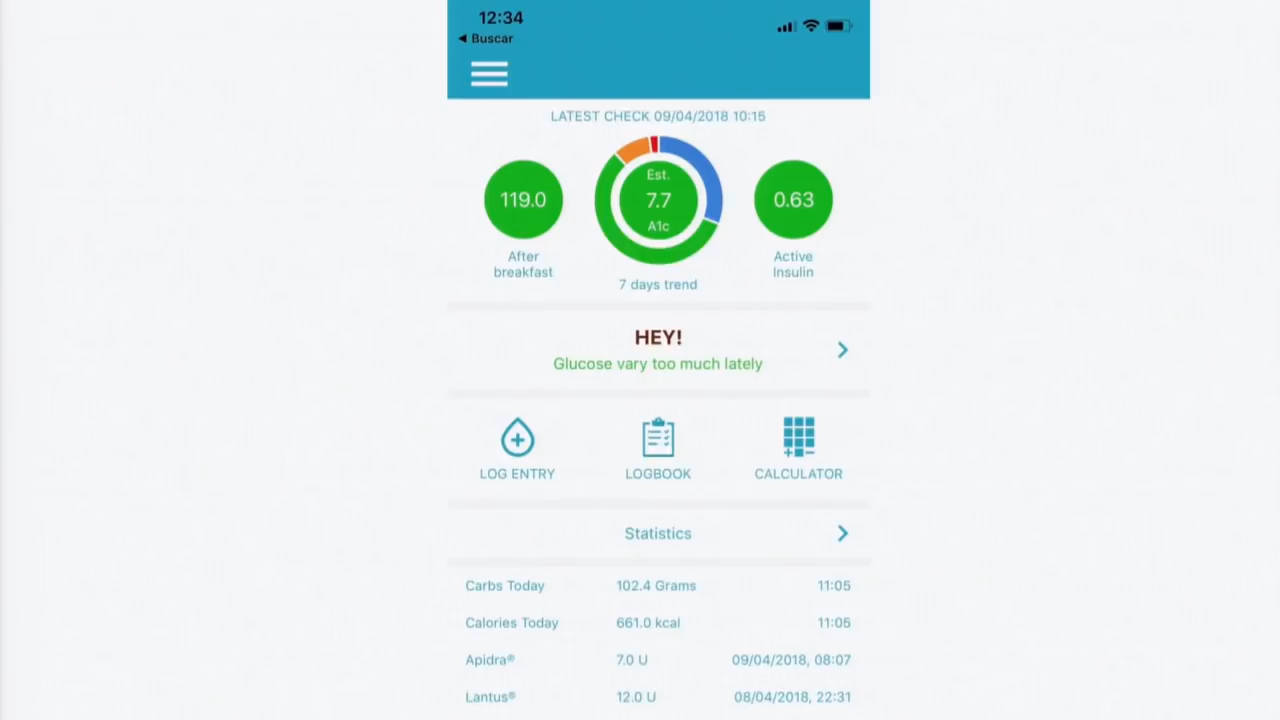 12:34
◀ Buscar
LATEST CHECK 09/04/2018 10:15
119.0
After
breakfast
Est.
7.7
A1c
7 days trend
0.63
Active
Insulin
HEY!
Glucose vary too much lately
LOG ENTRY
LOGBOOK
CALCULATOR
Statistics
Carbs Today 102.4 Grams 11:05
Calories Today 661.0 kcal 11:05
Apidra® 7.0 U 09/04/2018, 08:07
Lantus® 12.0 U 08/04/2018, 22:31